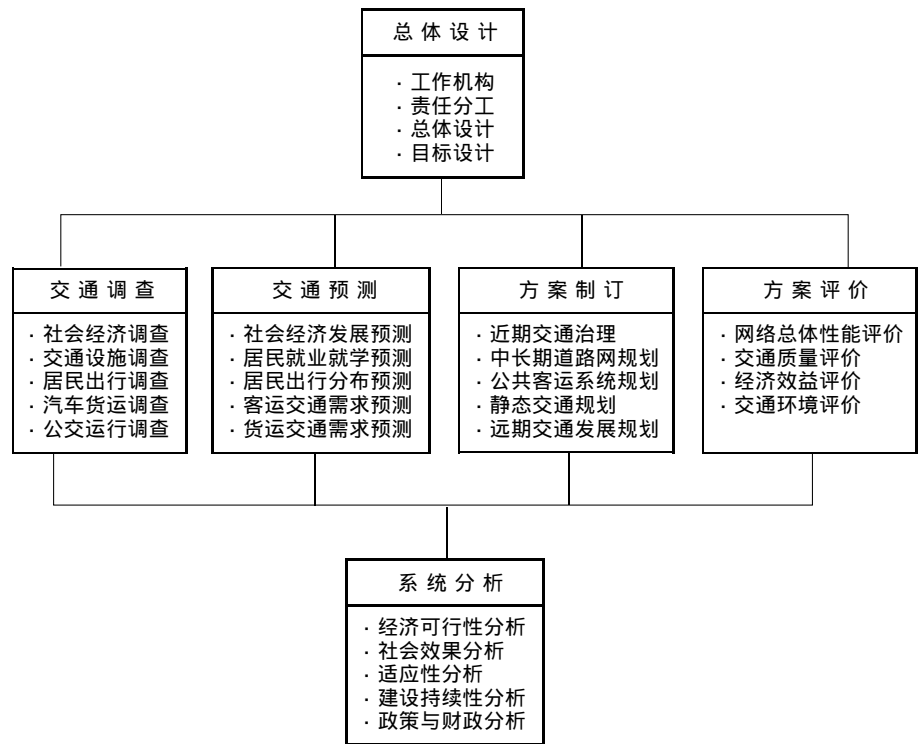 总体设计
· 工作机构
· 责任分工
· 总体设计
· 目标设计
交通调查
· 社会经济调查
· 交通设施调查
· 居民出行调查
· 汽车货运调查
· 公交运行调查
交通预测
· 社会经济发展预测
· 居民就业就学预测
· 居民出行分布预测
· 客运交通需求预测
· 货运交通需求预测
方案制订
· 近期交通治理
· 中长期道路网规划
· 公共客运系统规划
· 静态交通规划
· 远期交通发展规划
方案评价
· 网络总体性能评价
· 交通质量评价
· 经济效益评价
· 交通环境评价
系统分析
· 经济可行性分析
· 社会效果分析
· 适应性分析
· 建设持续性分析
· 政策与财政分析